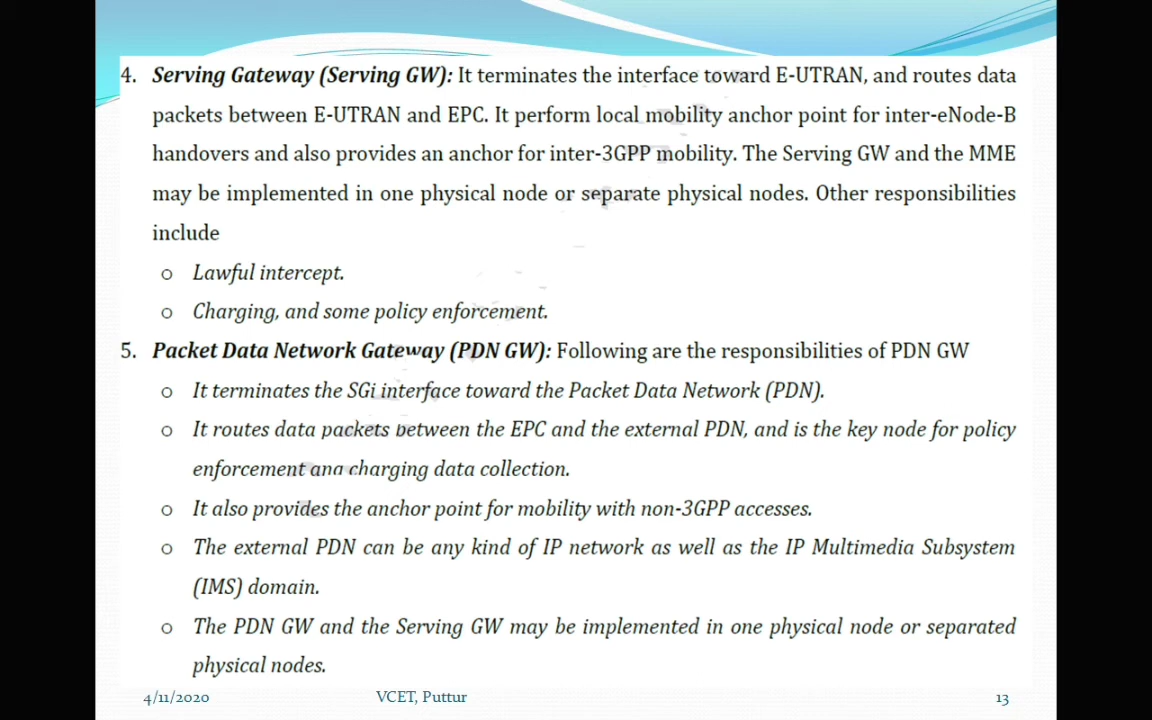 4. Serving Gateway (Serving GW): It terminates the interface toward E-UTRAN, and routes data
packets between E-UTRAN and EPC. It perform local mobility anchor point for inter-eNode-B
handovers and also provides an anchor for inter-3GPP mobility. The Serving GW and the MME
may be implemented in one physical node or separate physical nodes. Other responsibilities
include
o Lawful intercept.
o Charging, and some policy enforcement.
5. Packet Data Network Gateway (PDN GW): Following are the responsibilities of PDN GW
o It terminates the SGi interface toward the Packet Data Network (PDN).
o It routes data packets between the EPC and the external PDN, and is the key node for policy
enforcement and charging data collection.
o It also provides the anchor point for mobility with non-3GPP accesses.
o The external PDN can be any kind of IP network as well as the IP Multimedia Subsystem
(IMS) domain.
o The PDN GW and the Serving GW may be implemented in one physical node or separated
physical nodes.
4/11/2020 VCET, Puttur 13